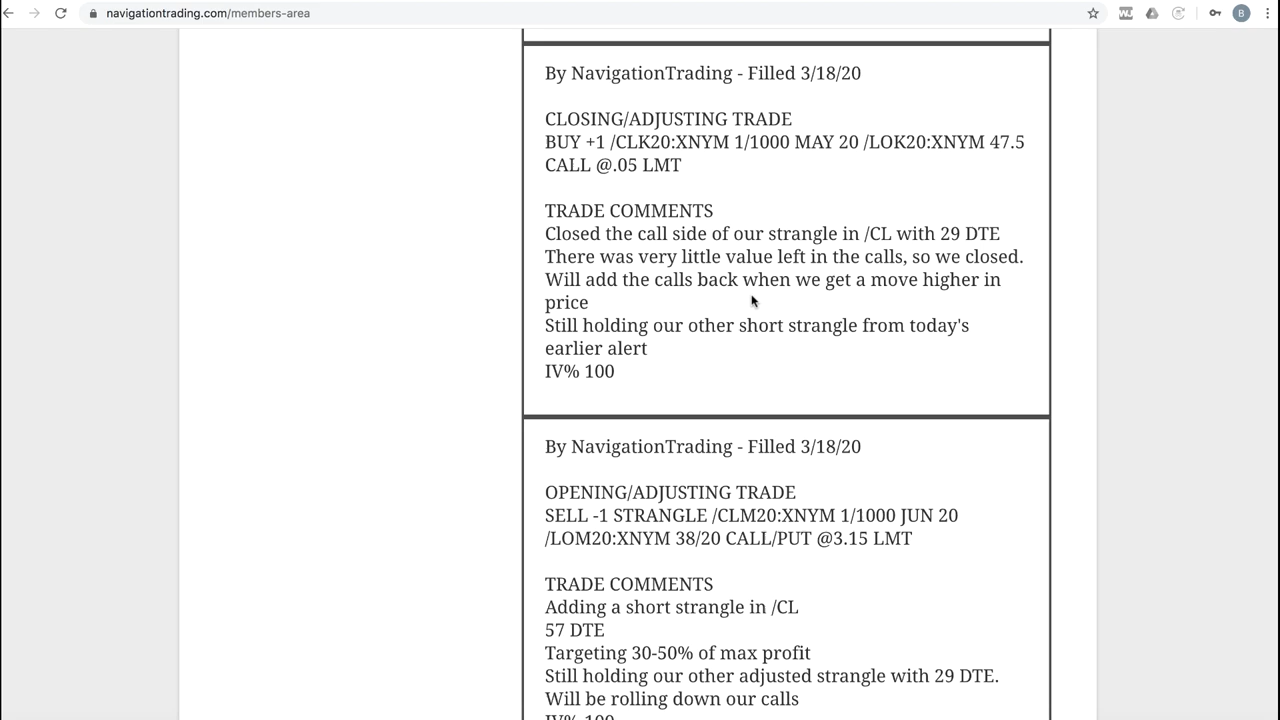 navigationtrading.com/members-area
B
By NavigationTrading - Filled 3/18/20
CLOSING/ADJUSTING TRADE
BUY +1 /CLK20:XNYM 1/1000 MAY 20 /LOK20:XNYM 47.5
CALL @.05 LMT
TRADE COMMENTS
Closed the call side of our strangle in /CL with 29 DTE
There was very little value left in the calls, so we closed.
Will add the calls back when we get a move higher in
price
Still holding our other short strangle from today's
earlier alert
IV% 100
By NavigationTrading - Filled 3/18/20
OPENING/ADJUSTING TRADE
SELL -1 STRANGLE /CLM20:XNYM 1/1000 JUN 20
/LOM20:XNYM 38/20 CALL/PUT @3.15 LMT
TRADE COMMENTS
Adding a short strangle in /CL
57 DTE
Targeting 30-50% of max profit
Still holding our other adjusted strangle with 29 DTE.
Will be rolling down our calls
IV% 100